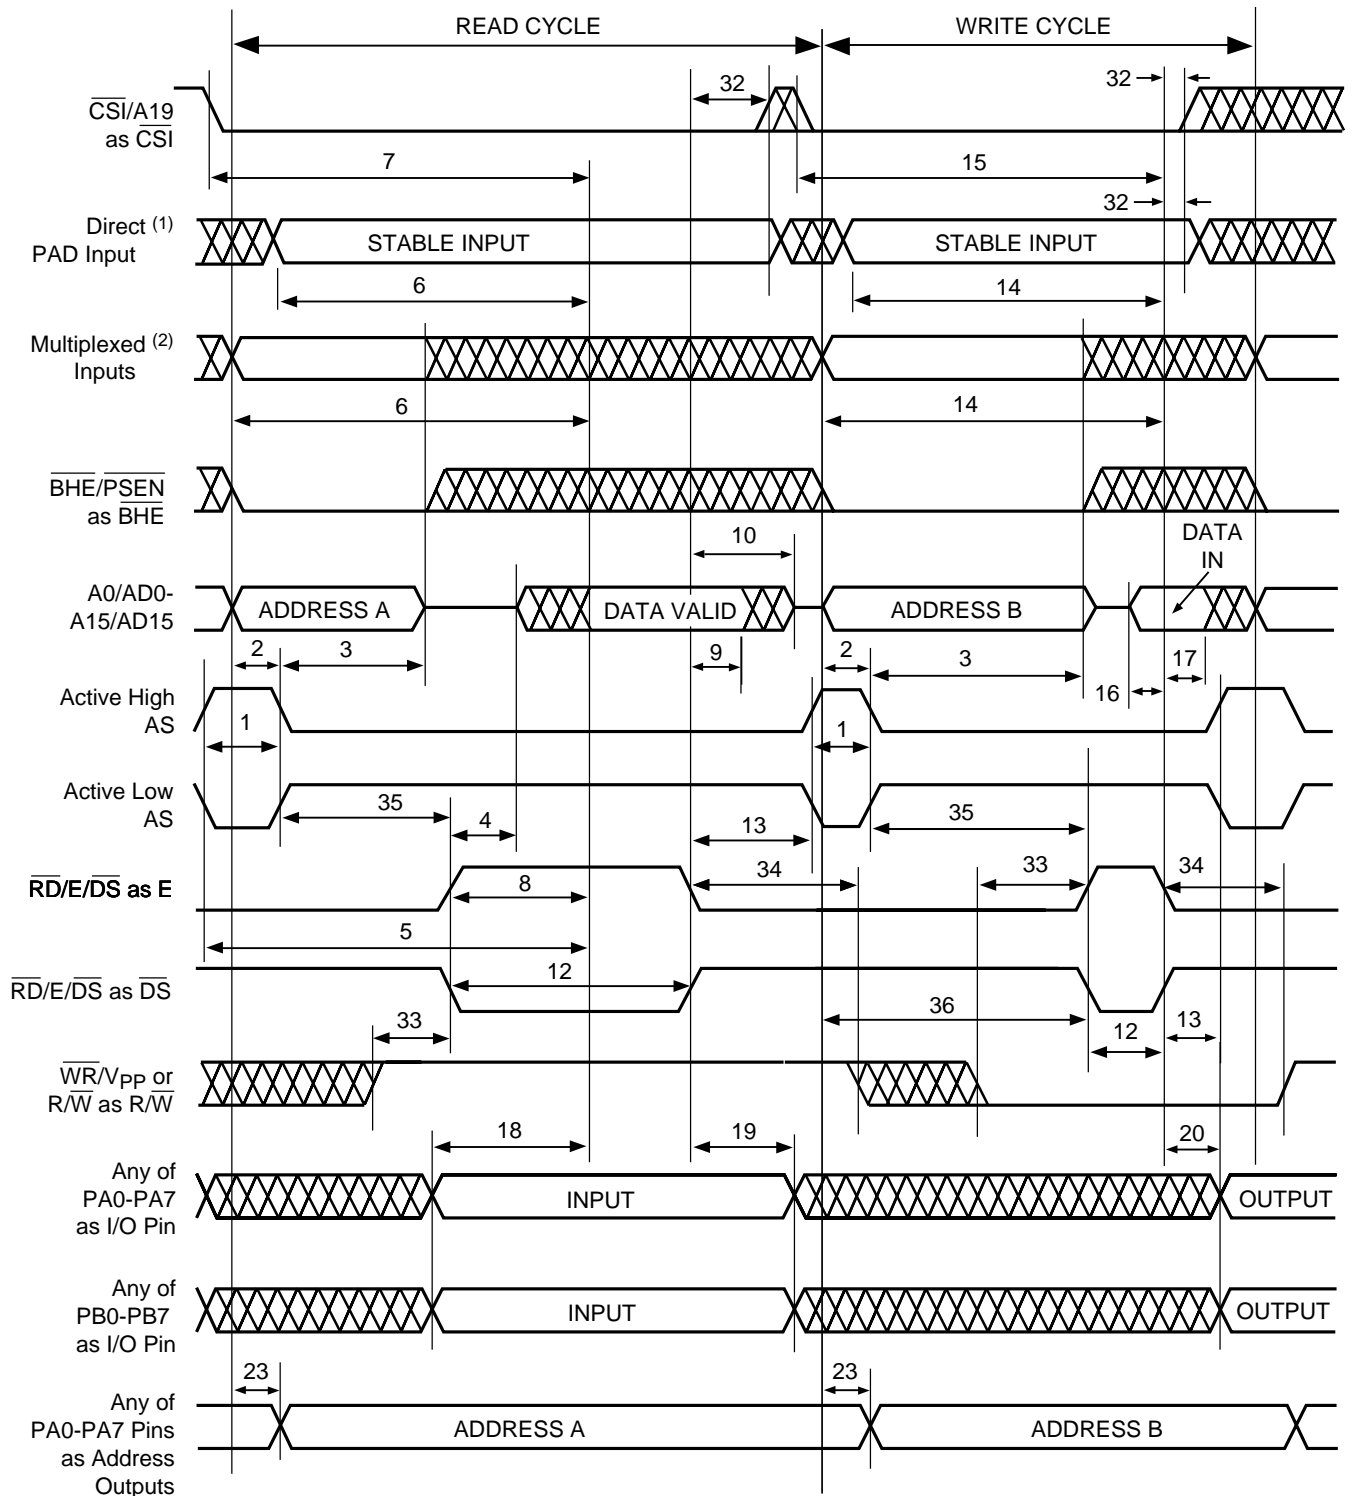 READ CYCLE WRITE CYCLE
32 32
CSI/A19
as CSI
7 15
32
Direct (1)
PAD Input
STABLE INPUT STABLE INPUT
6 14
Multiplexed (2)
Inputs
6 14
BHE/PSEN
as BHE
10
DATA
IN
A0/AD0-
A15/AD15
ADDRESS A DATA VALID ADDRESS B
2 3 9 2 3 16 17
Active High
AS
1 1
Active Low
AS
35 4 13 35
34 33 34
RD/E/DS as E
8
5
RD/E/DS as DS
12
33 36 12 13
WR/VPP or
R/W as R/W
18 19 20
Any of
PA0-PA7
as I/O Pin
INPUT OUTPUT
Any of
PB0-PB7
as I/O Pin
INPUT OUTPUT
23 23
Any of
PA0-PA7 Pins
as Address
Outputs
ADDRESS A ADDRESS B